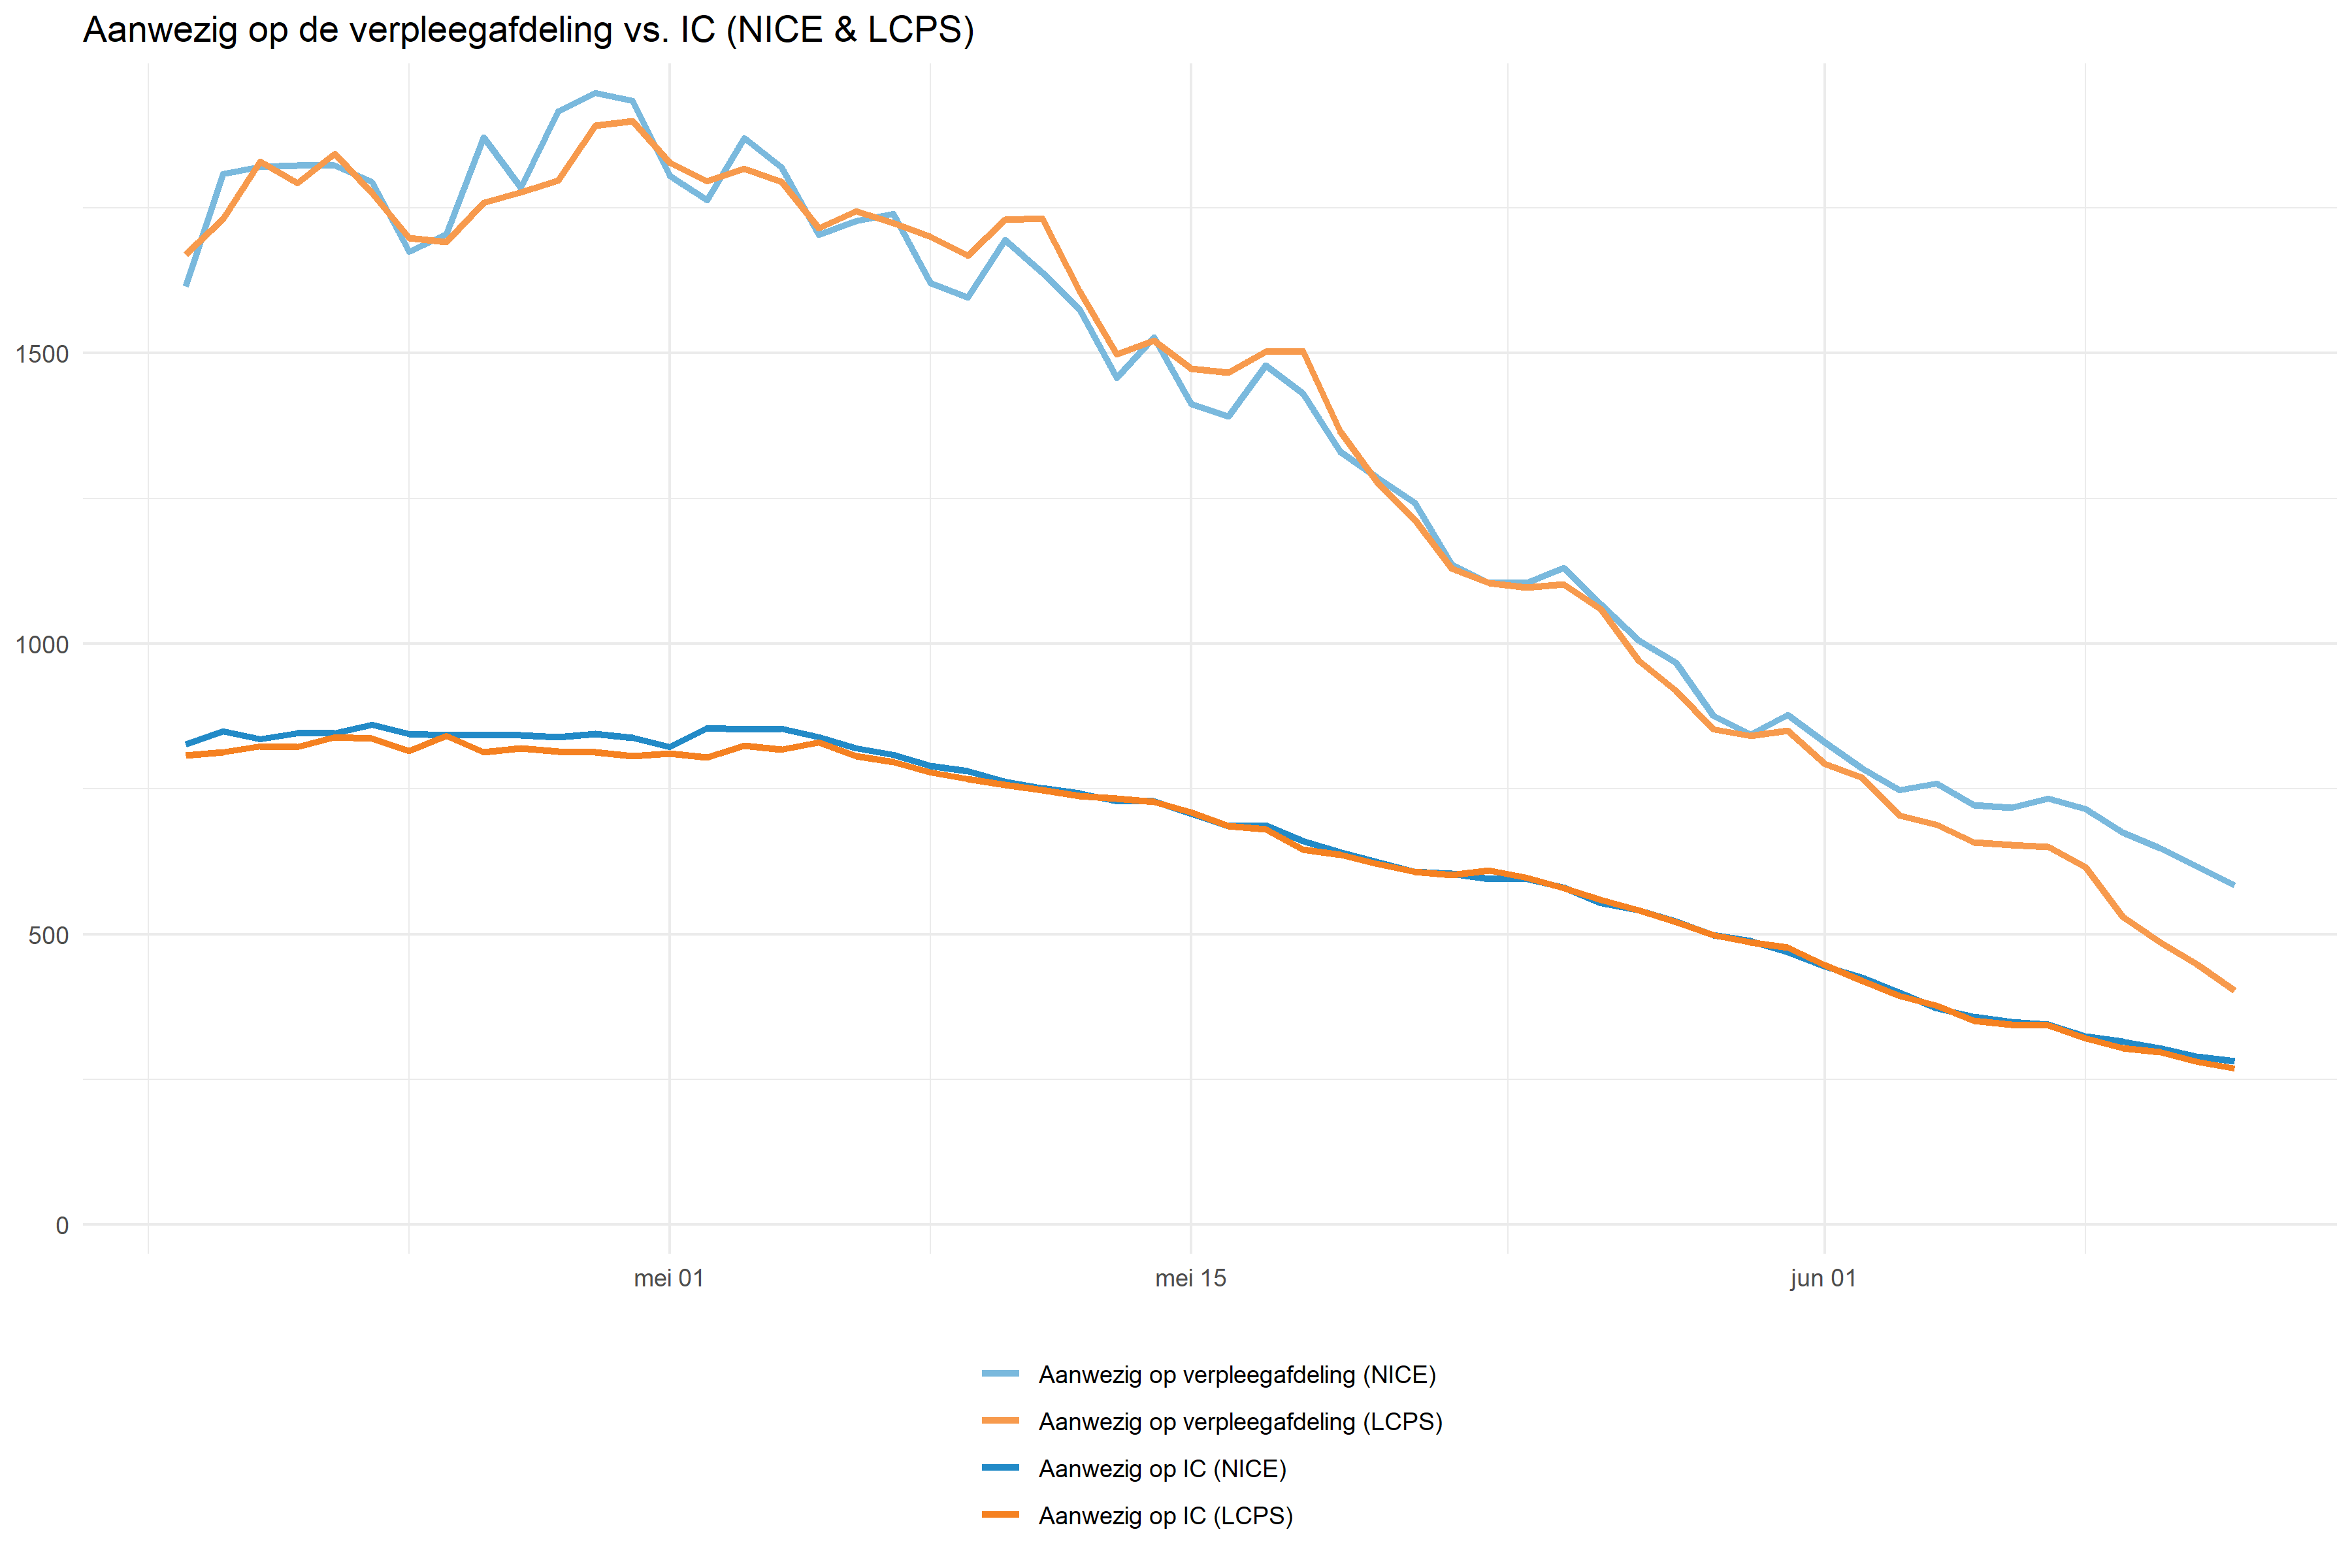 Aanwezig op de verpleegafdeling vs. IC (NICE & LCPS)
1500
1000
500
0
mei 01
mei 15
jun 01
Aanwezig op verpleegafdeling (NICE)
Aanwezig op verpleegafdeling (LCPS)
Aanwezig op IC (NICE)
Aanwezig op IC (LCPS)